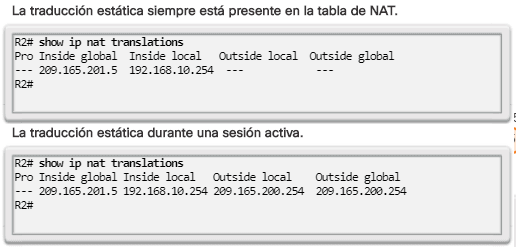 La traducción estática siempre está presente en la tabla de NAT.
R2# show ip nat translations
Pro Inside global Inside local Outside local Outside global
--- 209.165.201.5 192.168.10.254 --- ---
R2#
La traducción estática durante una sesión activa.
R2# show ip nat translations
Pro Inside global Inside local Outside local Outside global
--- 209.165.201.5 192.168.10.254 209.165.200.254 209.165.200.254
R2#